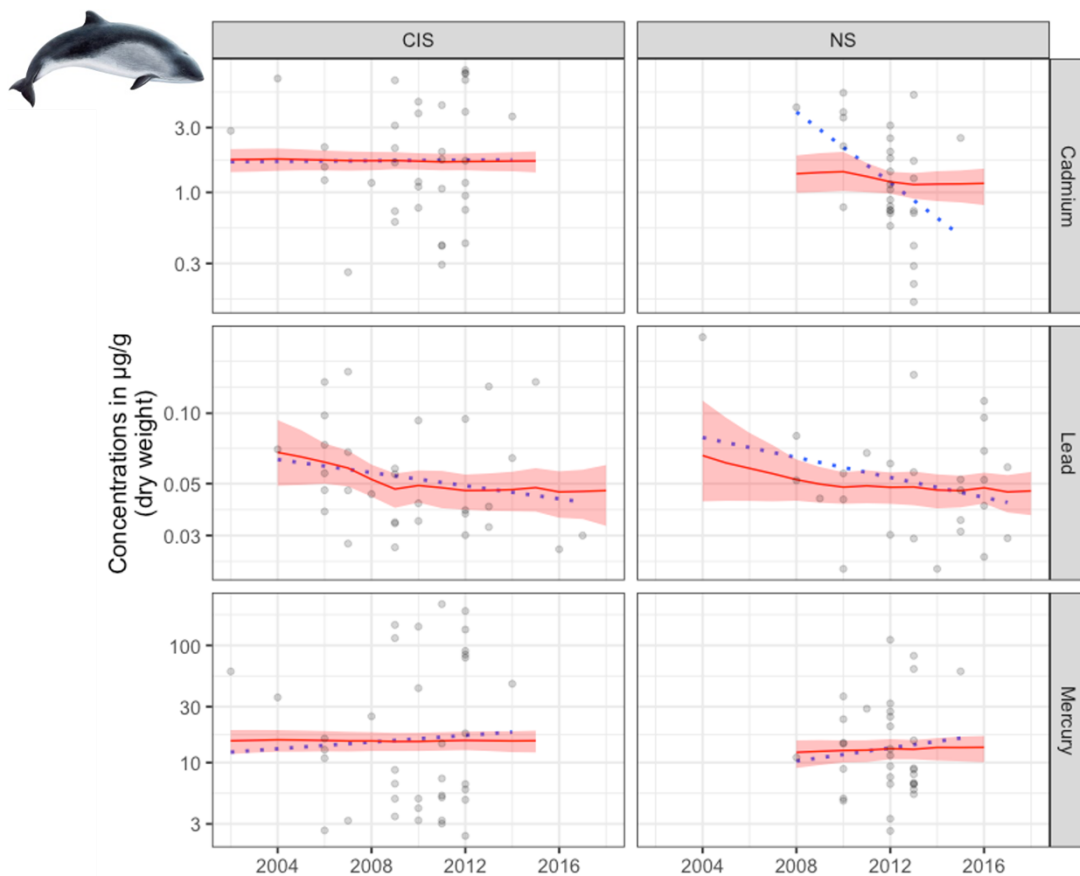 CIS
NS
3.0
1.0
0.3
Cadmium
Concentrations in µg/g
(dry weight)
0.10
0.05
0.03
Lead
100
30
10
3
Mercury
2004
2008
2012
2016
2004
2008
2012
2016